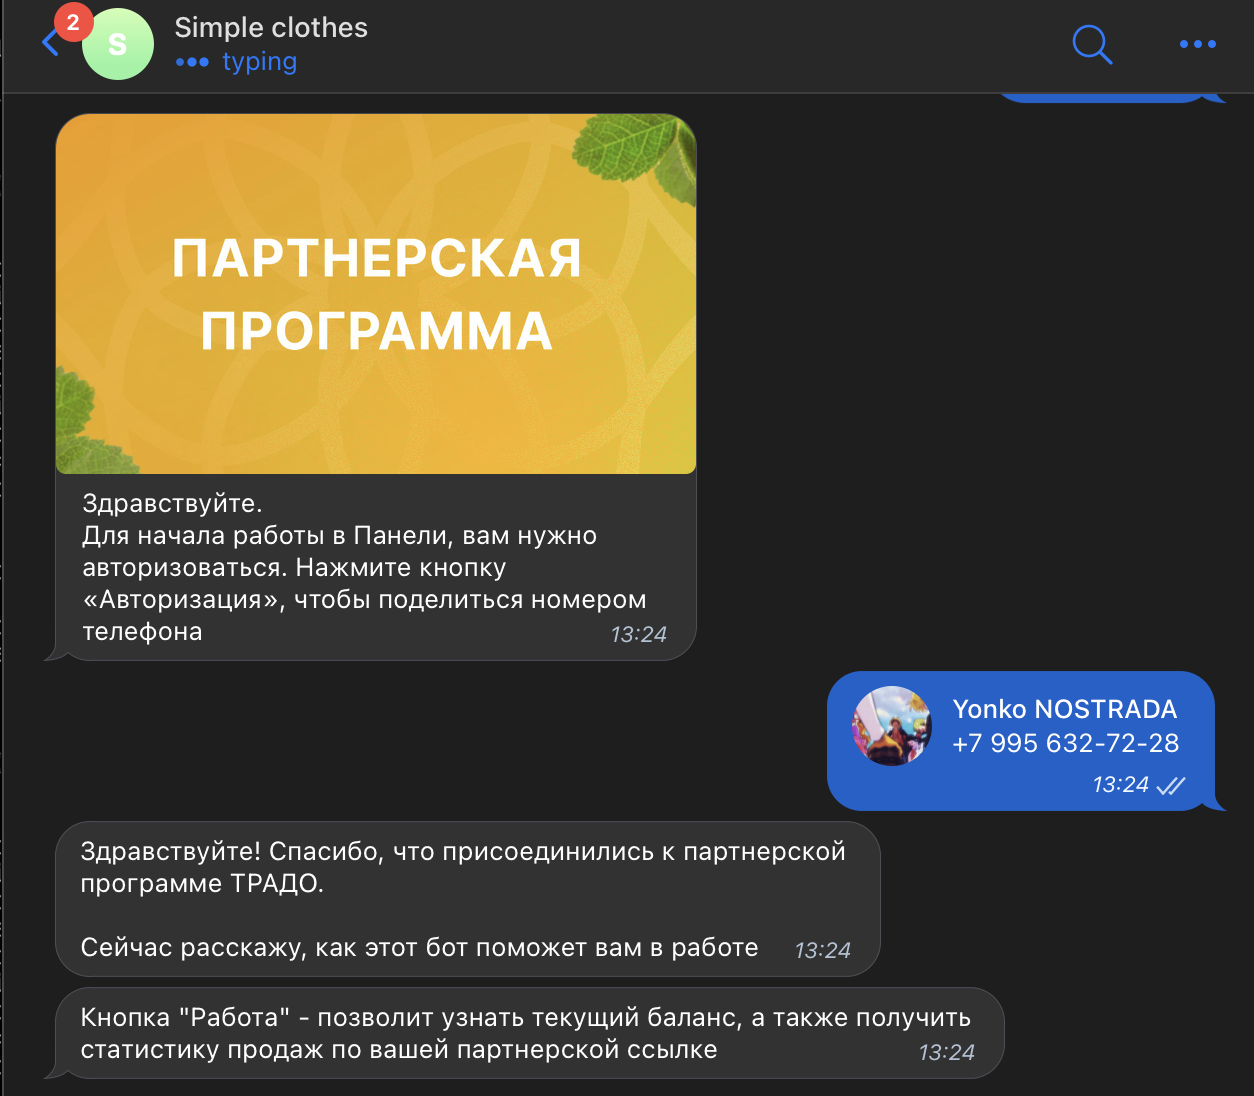 2
S
Simple clothes
typing
ПАРТНЕРСКАЯ
ПРОГРАММА
Здравствуйте.
Для начала работы в Панели, вам нужно
авторизоваться. Нажмите кнопку
«Авторизация», чтобы поделиться номером
телефона
13:24
Yonko NOSTRADA
+7 995 632-72-28
13:24
Здравствуйте! Спасибо, что присоединились к партнерской
программе ТРАДО.
Сейчас расскажу, как этот бот поможет вам в работе
13:24
Кнопка "Работа" - позволит узнать текущий баланс, а также получить
статистику продаж по вашей партнерской ссылке
13:24